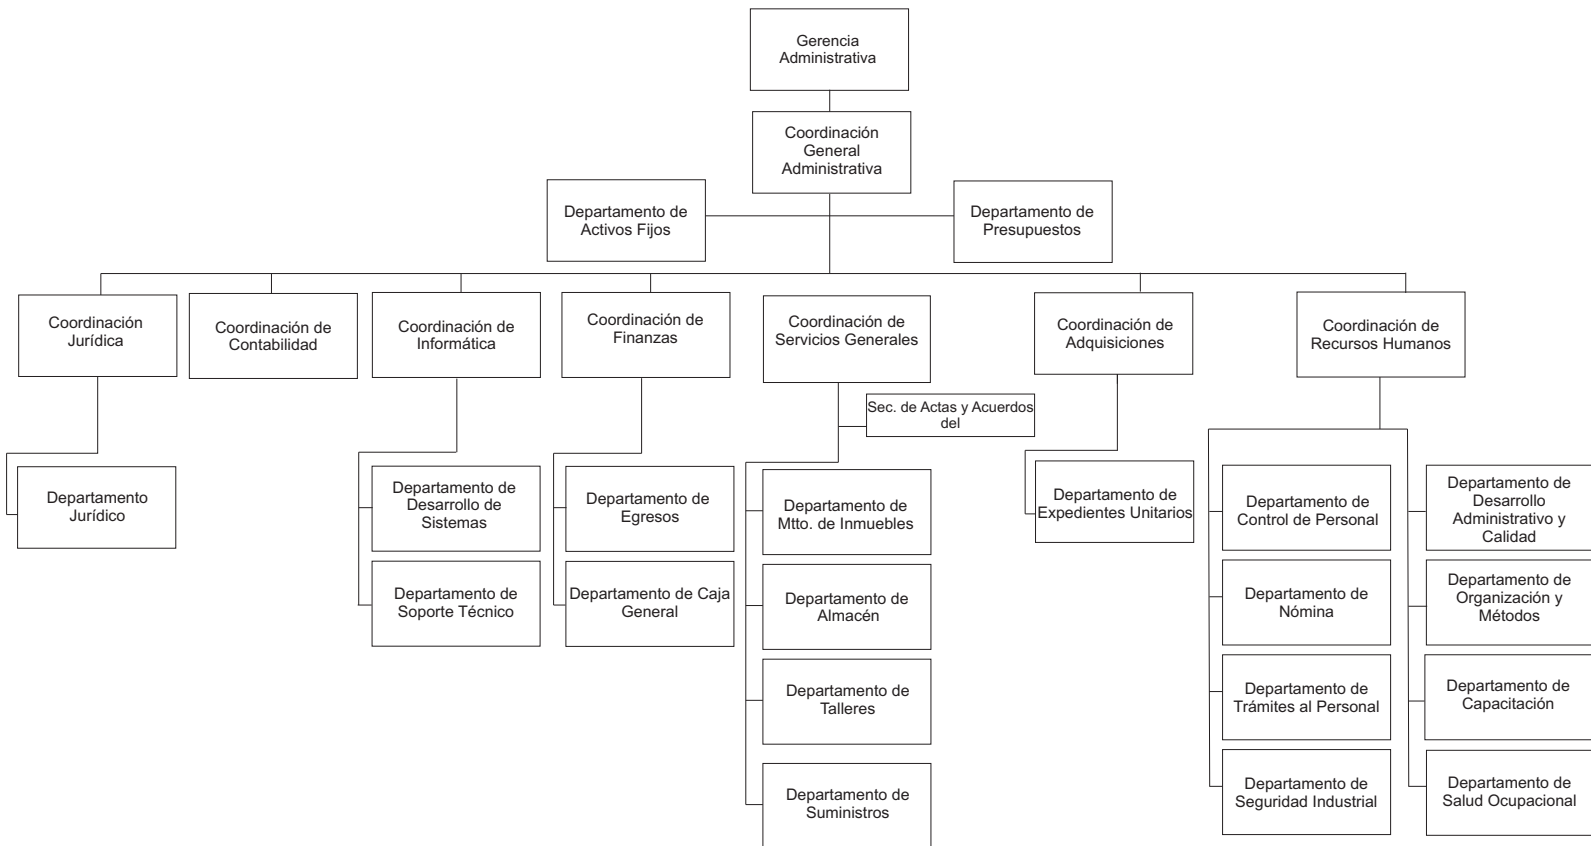 Gerencia
Administrativa
Coordinación
General
Administrativa
Departamento de
Activos Fijos
Departamento de
Presupuestos
Coordinación
Jurídica
Coordinación de
Contabilidad
Coordinación de
Informática
Coordinación de
Finanzas
Coordinación de
Servicios Generales
Coordinación de
Adquisiciones
Coordinación de
Recursos Humanos
Sec. de Actas y Acuerdos
del
Departamento
Jurídico
Departamento de
Desarrollo de
Sistemas
Departamento de
Soporte Técnico
Departamento de
Egresos
Departamento de Caja
General
Departamento de
Mtto. de Inmuebles
Departamento de
Almacén
Departamento de
Talleres
Departamento de
Suministros
Departamento de
Expedientes Unitarios
Departamento de
Control de Personal
Departamento de
Nómina
Departamento de
Trámites al Personal
Departamento de
Seguridad Industrial
Departamento de
Desarrollo
Administrativo y
Calidad
Departamento de
Organización y
Métodos
Departamento de
Capacitación
Departamento de
Salud Ocupacional